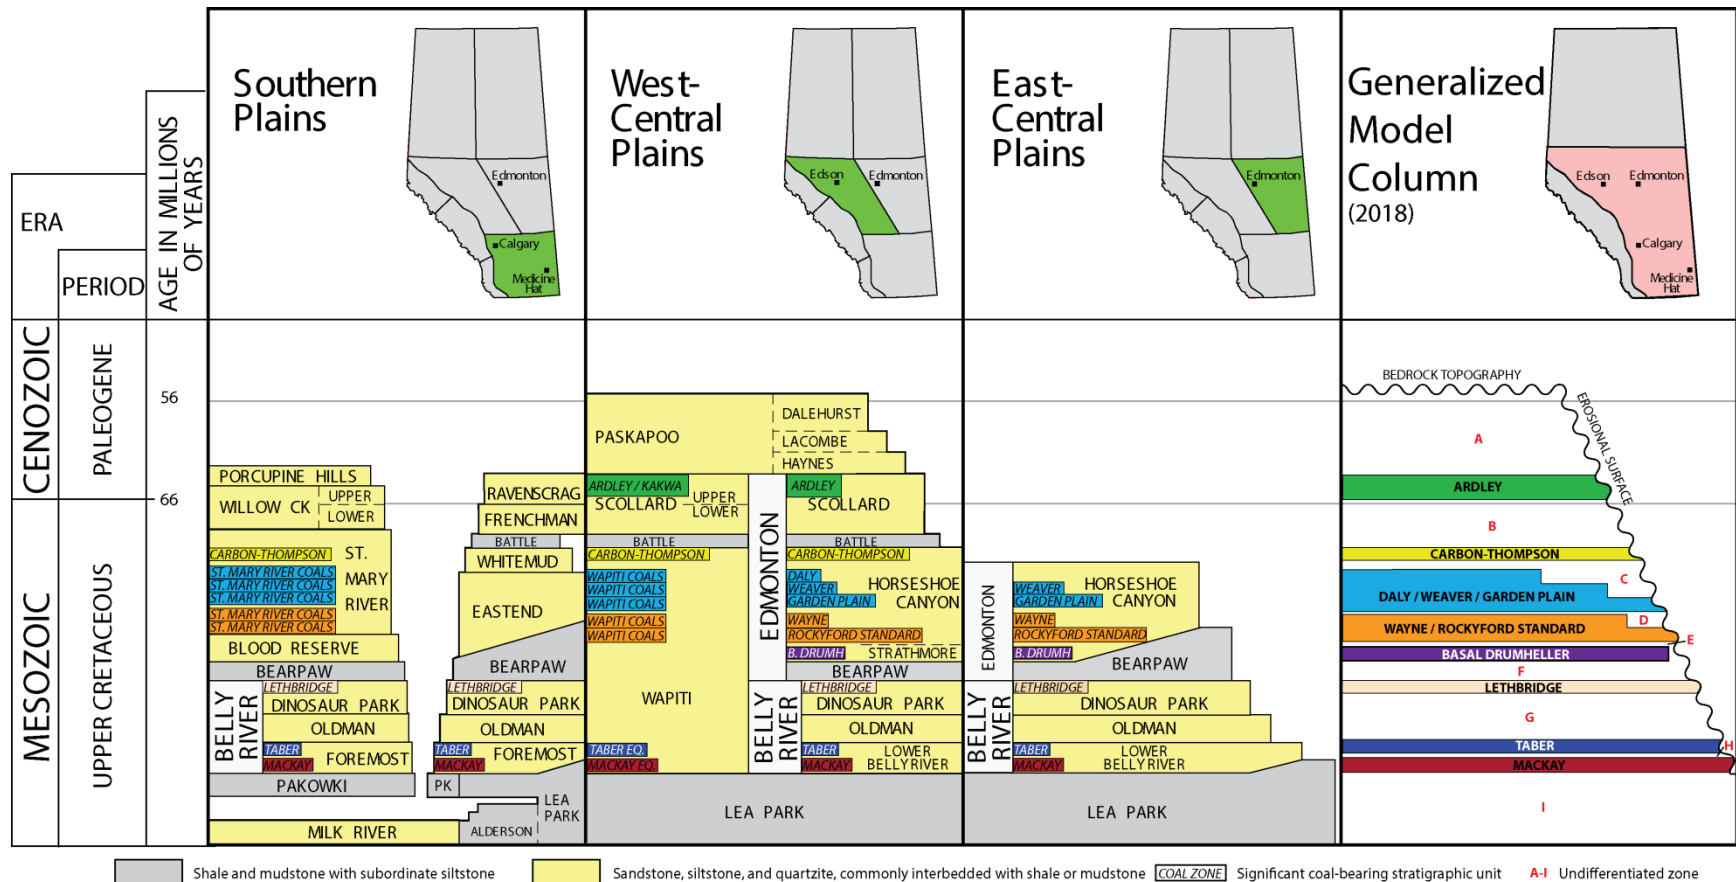 ERA
PERIOD
AGE IN MILLIONS
OF YEARS
CENOZOIC
PALEOGENE
MESOZOIC
UPPER CRETACEOUS
56
66
Southern
Plains
Edmonton
Calgary
Medicine
Hat
PORCUPINE HILLS
WILLOW CK
UPPER
LOWER
CARBON-THOMPSON
ST.
MARY
RIVER
ST. MARY RIVER COALS
ST. MARY RIVER COALS
ST. MARY RIVER COALS
ST. MARY RIVER COALS
ST. MARY RIVER COALS
BLOOD RESERVE
BEARPAW
BELLY
RIVER
LETHBRIDGE
DINOSAUR PARK
OLDMAN
TABER
FOREMOST
MACKAY
PAKOWKI
MILK RIVER
RAVENSCRAG
FRENCHMAN
BATTLE
WHITEMUD
EASTEND
BEARPAW
LETHBRIDGE
DINOSAUR PARK
OLDMAN
TABER
FOREMOST
MACKAY
PK
LEA
PARK
ALDERSON
West-
Central
Plains
Edson
Edmonton
PASKAPOO
DALEHURST
LACOMBE
HAYNES
ARDLEY / KAKWA
SCOLLARD
UPPER
LOWER
BATTLE
CARBON-THOMPSON
WAPITI COALS
WAPITI COALS
WAPITI COALS
WAPITI COALS
WAPITI COALS
WAPITI
TABER EQ.
MACKAY EQ.
EDMONTON
ARDLEY
SCOLLARD
BATTLE
CARBON-THOMPSON
DALY
WEAVER
GARDEN PLAIN
HORSESHOE
CANYON
WAYNE
ROCKYFORD STANDARD
B. DRUMH
STRATHMORE
BEARPAW
BELLY
RIVER
LETHBRIDGE
DINOSAUR PARK
OLDMAN
TABER
MACKAY
LOWER
BELLY RIVER
LEA PARK
East-
Central
Plains
Edmonton
EDMONTON
WEAVER
GARDEN PLAIN
HORSESHOE
CANYON
WAYNE
ROCKYFORD STANDARD
B. DRUMH
BEARPAW
BELLY
RIVER
LETHBRIDGE
DINOSAUR PARK
OLDMAN
TABER
MACKAY
LOWER
BELLY RIVER
LEA PARK
Generalized
Model
Column
(2018)
Edson
Edmonton
Calgary
Medicine
Hat
BEDROCK TOPOGRAPHY
EROSIONAL SURFACE
A
ARDLEY
B
CARBON-THOMPSON
C
DALY / WEAVER / GARDEN PLAIN
D
WAYNE / ROCKYFORD STANDARD
E
BASAL DRUMHELLER
F
LETHBRIDGE
G
TABER
H
MACKAY
I
Shale and mudstone with subordinate siltstone
Sandstone, siltstone, and quartzite, commonly interbedded with shale or mudstone
COAL ZONE Significant coal-bearing stratigraphic unit
A-I Undifferentiated zone